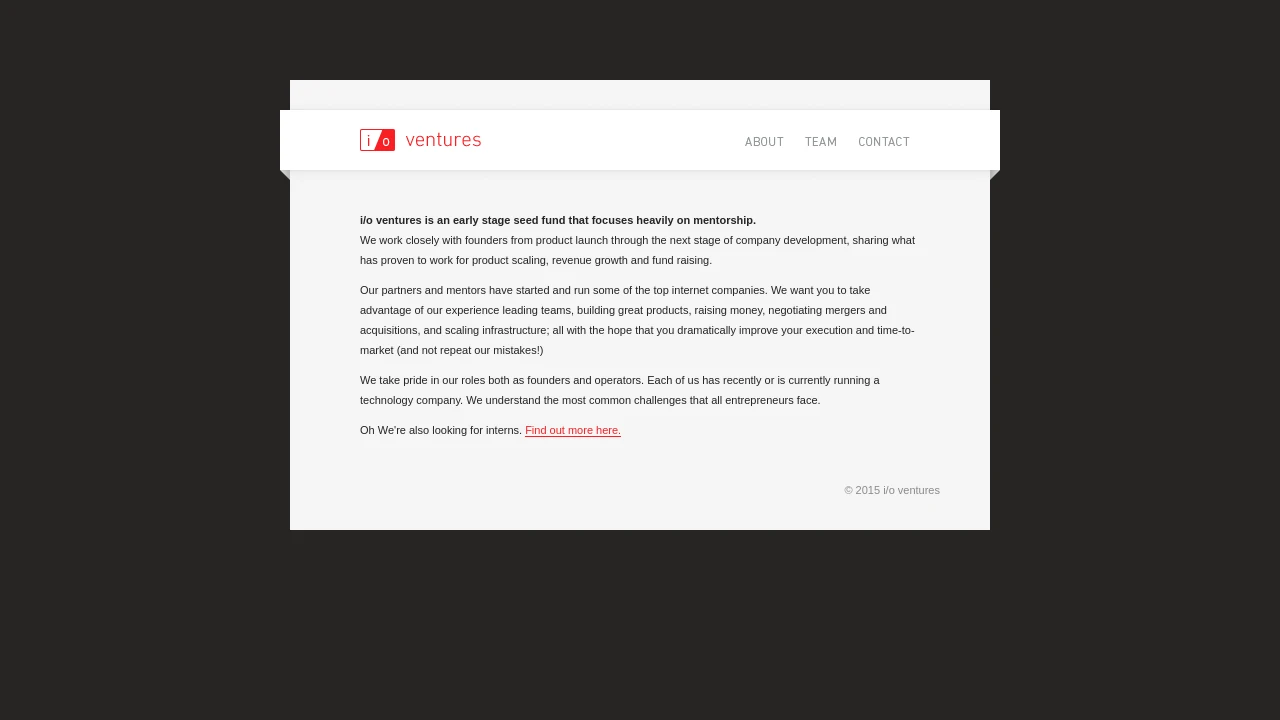 i/o ventures
ABOUT TEAM CONTACT
i/o ventures is an early stage seed fund that focuses heavily on mentorship.
We work closely with founders from product launch through the next stage of company development, sharing what
has proven to work for product scaling, revenue growth and fund raising.
Our partners and mentors have started and run some of the top internet companies. We want you to take
advantage of our experience leading teams, building great products, raising money, negotiating mergers and
acquisitions, and scaling infrastructure; all with the hope that you dramatically improve your execution and time-to-
market (and not repeat our mistakes!)
We take pride in our roles both as founders and operators. Each of us has recently or is currently running a
technology company. We understand the most common challenges that all entrepreneurs face.
Oh We're also looking for interns. Find out more here.
© 2015 i/o ventures